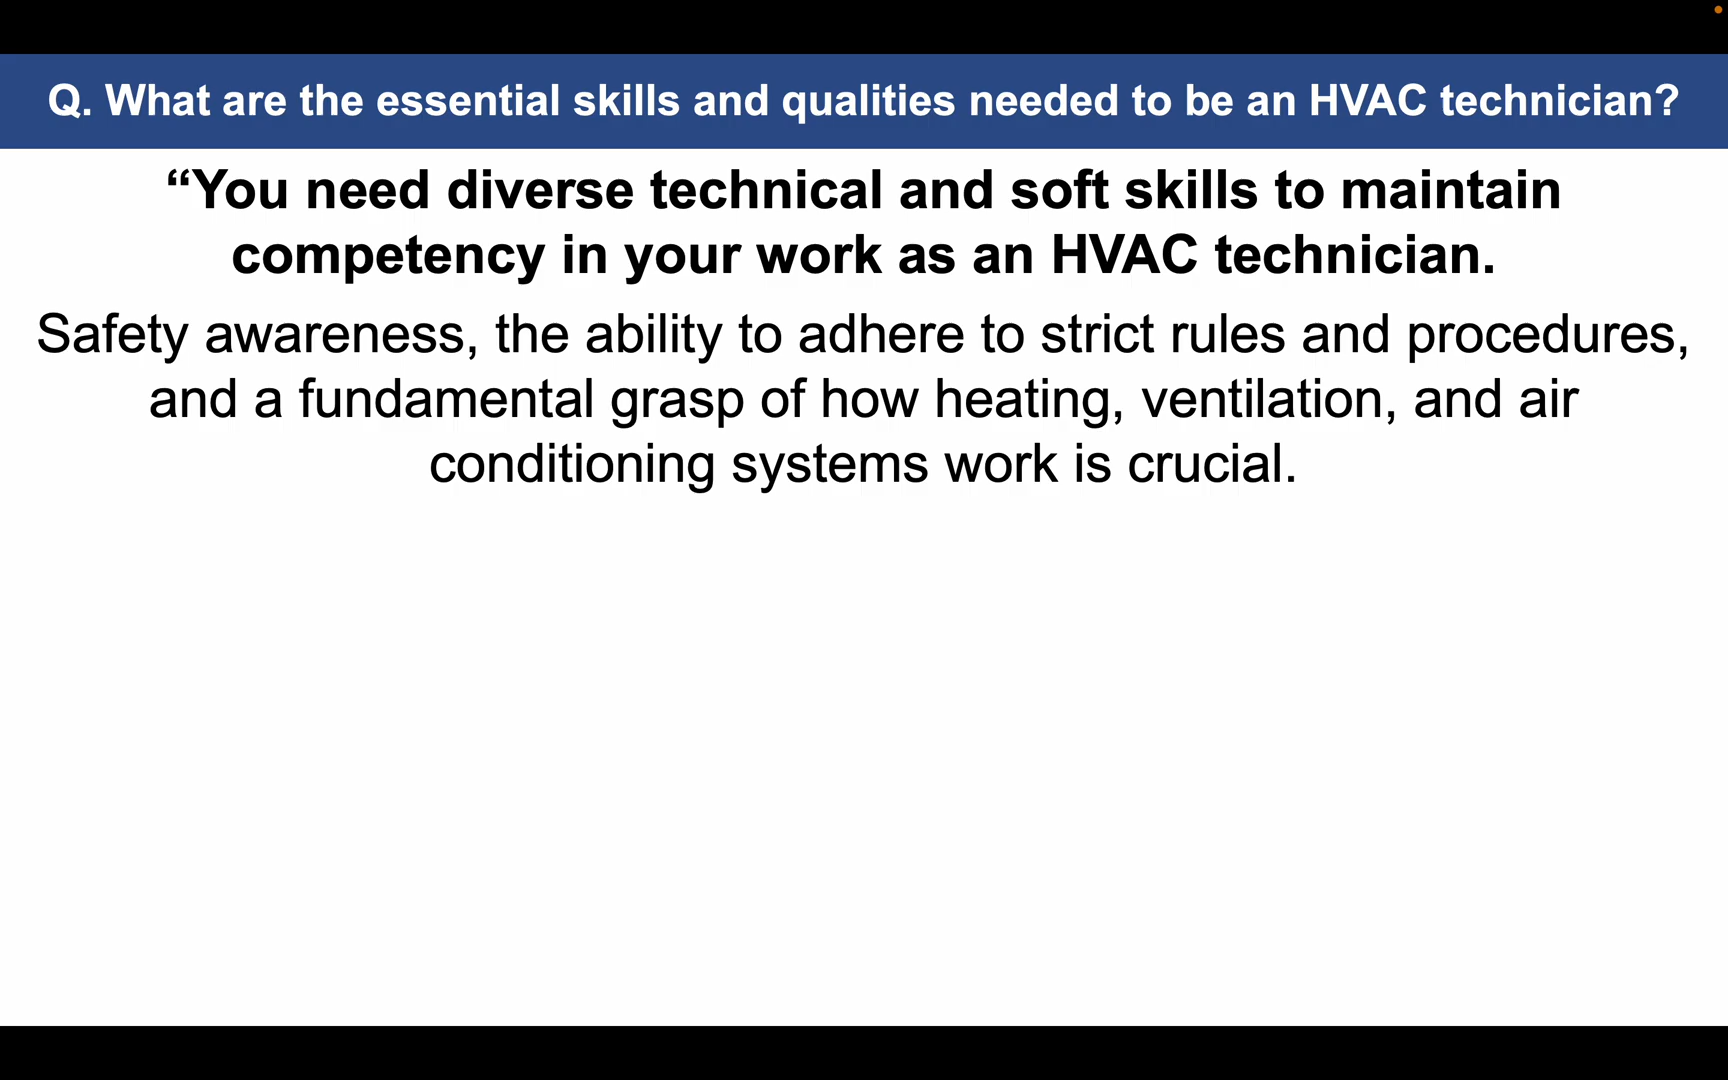 Q. What are the essential skills and qualities needed to be an HVAC technician?
“You need diverse technical and soft skills to maintain
competency in your work as an HVAC technician.
Safety awareness, the ability to adhere to strict rules and procedures,
and a fundamental grasp of how heating, ventilation, and air
conditioning systems work is crucial.